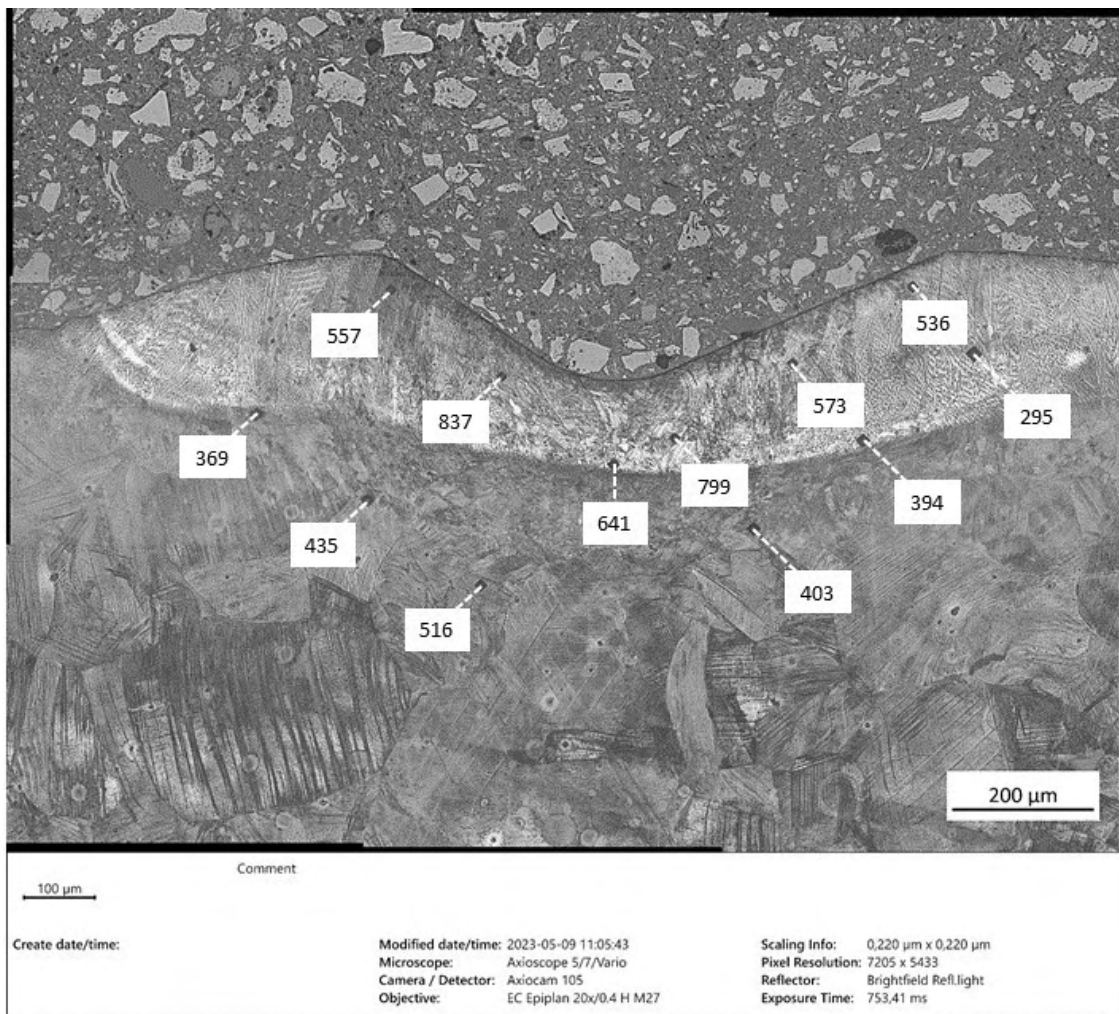 557
536
837
573
295
369
799
394
641
435
403
516
200 µm
Comment
100 µm
Create date/time:
Modified date/time: 2023-05-09 11:05:43
Microscope: Axioscope 5/7/Vario
Camera / Detector: Axiocam 105
Objective: EC Epiplan 20x/0.4 H M27
Scaling Info: 0,220 µm x 0,220 µm
Pixel Resolution: 7205 x 5433
Reflector: Brightfield Refl.light
Exposure Time: 753,41 ms